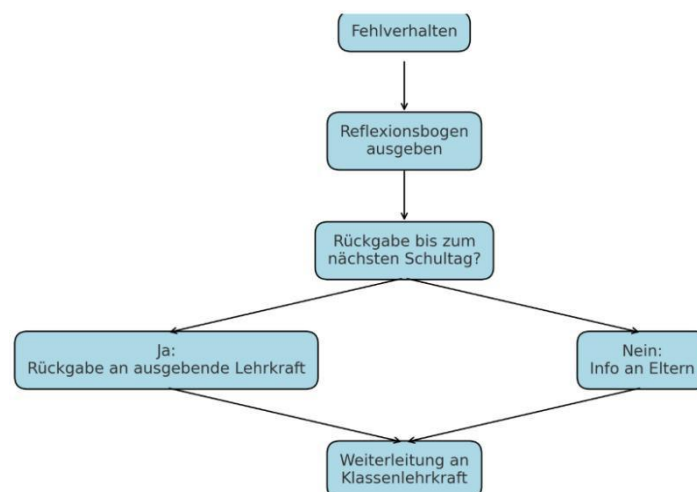 Fehlverhalten
Reflexionsbogen
ausgeben
Rückgabe bis zum
nächsten Schultag?
Ja:
Rückgabe an ausgebende Lehrkraft
Nein:
Info an Eltern
Weiterleitung an
Klassenlehrkraft